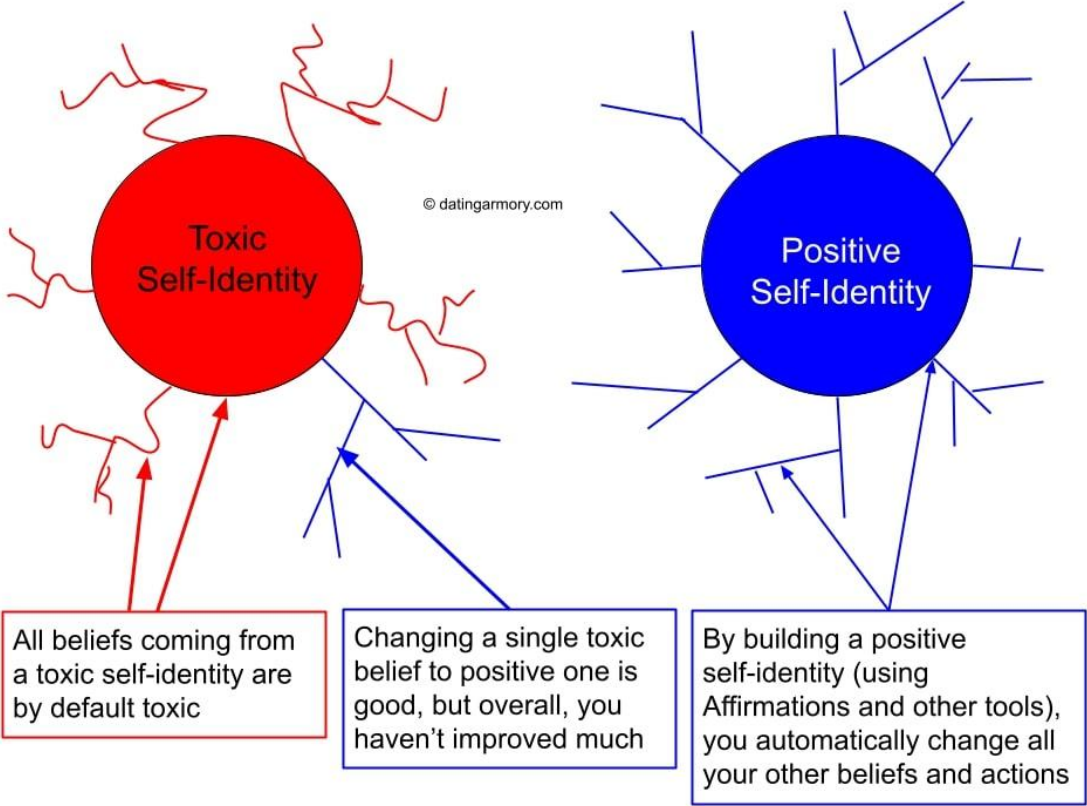 © datingarmory.com
Toxic
Self-Identity
Positive
Self-Identity
All beliefs coming from
a toxic self-identity are
by default toxic
Changing a single toxic
belief to positive one is
good, but overall, you
haven’t improved much
By building a positive
self-identity (using
Affirmations and other tools),
you automatically change all
your other beliefs and actions